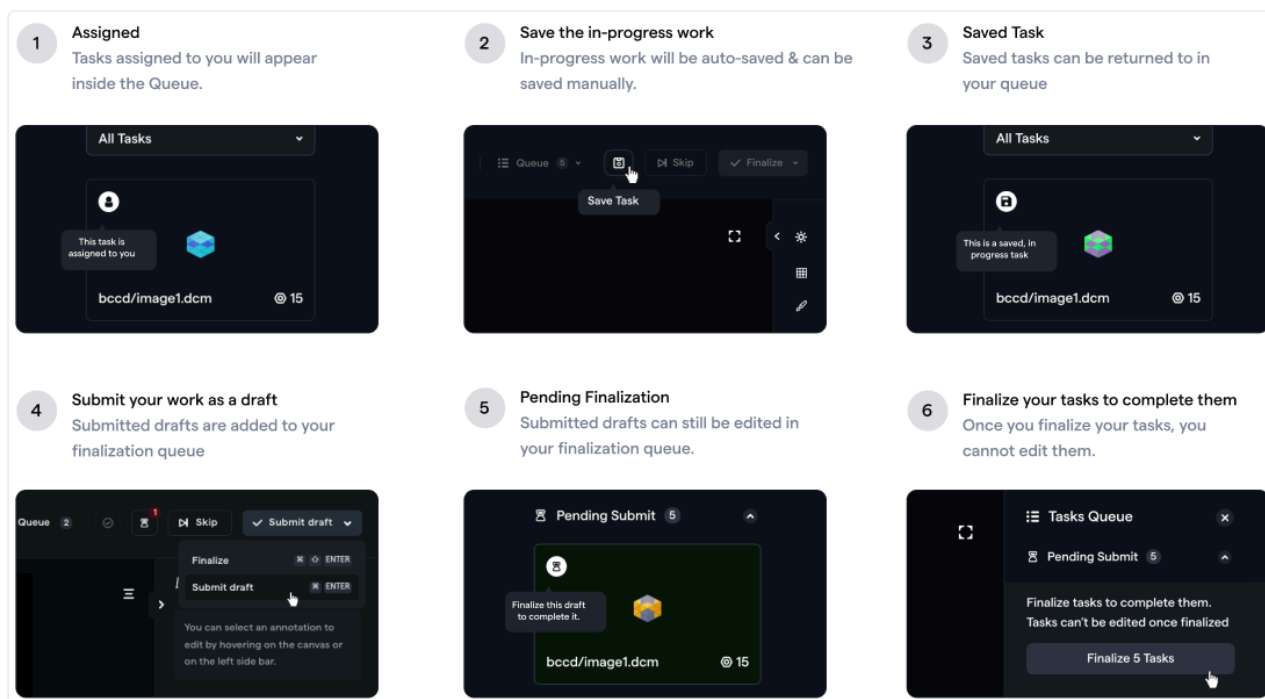 1
Assigned
Tasks assigned to you will appear
inside the Queue.
All Tasks
This task is
assigned to you
bccd/image1.dcm
15
2
Save the in-progress work
In-progress work will be auto-saved & can be
saved manually.
Queue 5
Skip
Finalize
Save Task
3
Saved Task
Saved tasks can be returned to in
your queue
All Tasks
This is a saved, in
progress task
bccd/image1.dcm
15
4
Submit your work as a draft
Submitted drafts are added to your
finalization queue
Queue 2
1
Skip
Submit draft
Finalize ⌘ ⇧ ENTER
Submit draft ⌘ ENTER
You can select an annotation to
edit by hovering on the canvas or
on the left side bar.
5
Pending Finalization
Submitted drafts can still be edited in
your finalization queue.
Pending Submit 5
Finalize this draft
to complete it.
bccd/image1.dcm
15
6
Finalize your tasks to complete them
Once you finalize your tasks, you
cannot edit them.
Tasks Queue
Pending Submit 5
Finalize tasks to complete them.
Tasks can't be edited once finalized
Finalize 5 Tasks